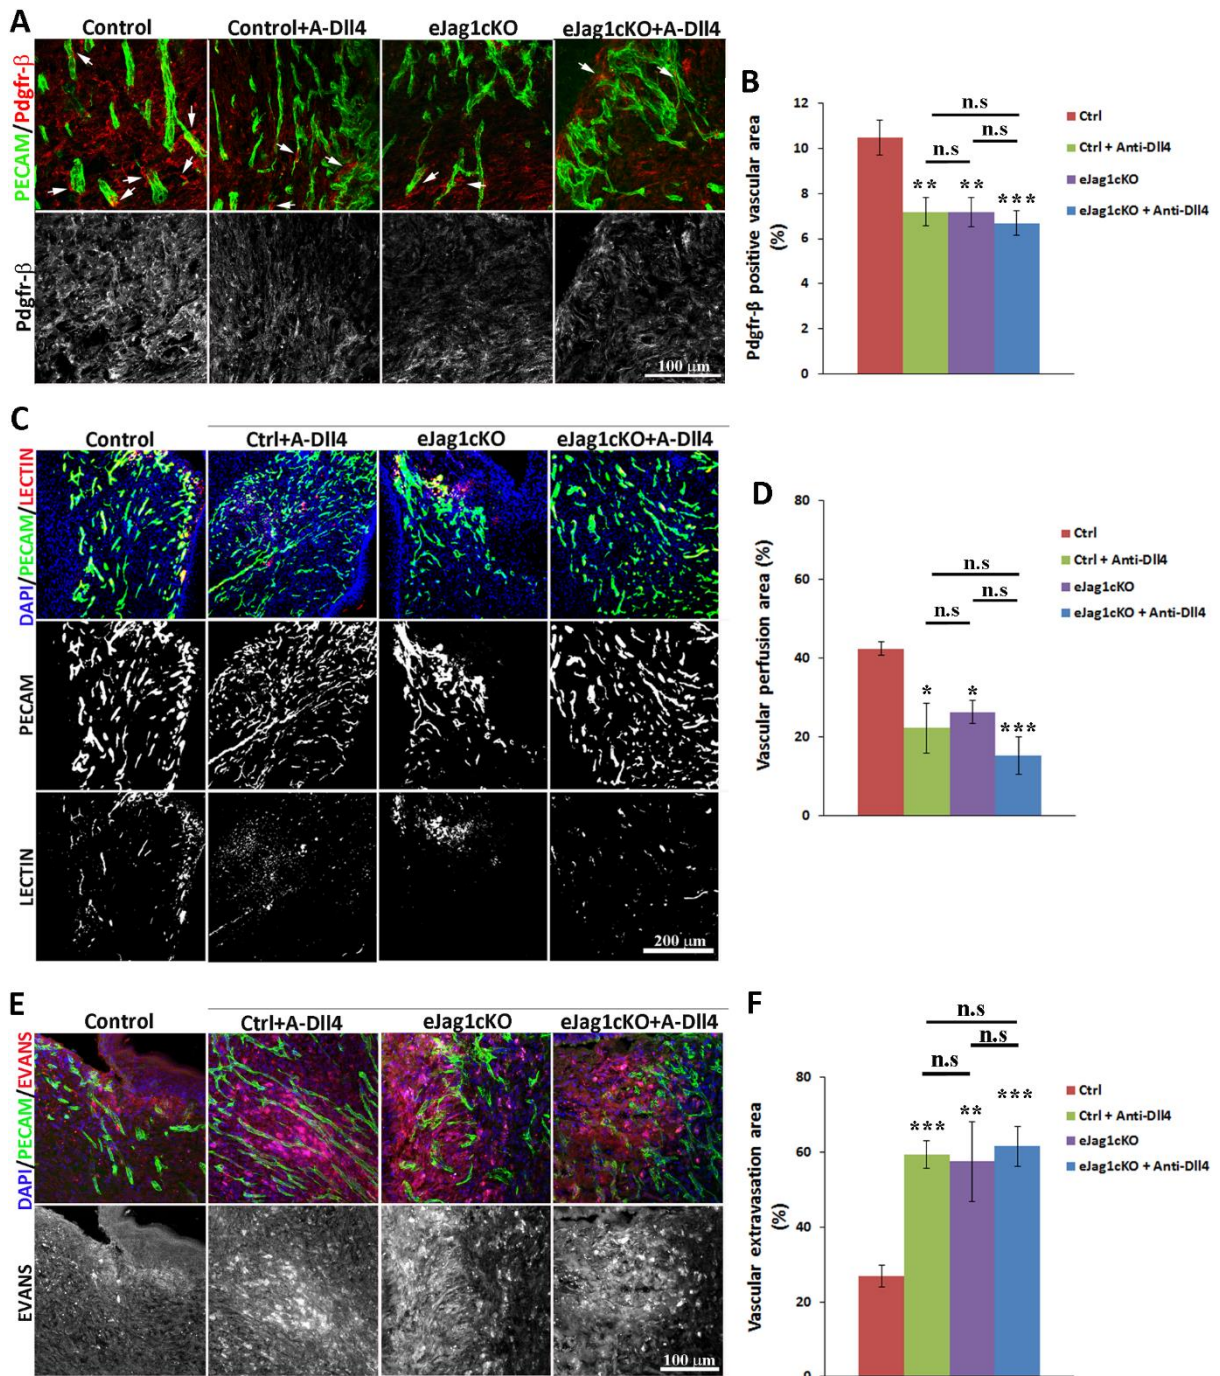 A
Control
Control+A-Dll4
eJag1cKO
eJag1cKO+A-Dll4
PECAM/Pdgfr-β
Pdgfr-β
100 µm
B
Pdgfr-β positive vascular area
(%)
12
10
8
6
4
2
0
n.s
n.s
n.s
**
**
***
Ctrl
Ctrl + Anti-Dll4
eJag1cKO
eJag1cKO + Anti-Dll4
C
Control
Ctrl+A-Dll4
eJag1cKO
eJag1cKO+A-Dll4
DAPI/PECAM/LECTIN
PECAM
LECTIN
200 µm
D
Vascular perfusion area (%)
80
60
40
20
0
n.s
n.s
n.s
*
*
***
Ctrl
Ctrl + Anti-Dll4
eJag1cKO
eJag1cKO + Anti-Dll4
E
Control
Ctrl+A-Dll4
eJag1cKO
eJag1cKO+A-Dll4
DAPI/PECAM/EVANS
EVANS
100 µm
F
Vascular extravasation area
(%)
80
60
40
20
0
n.s
n.s
n.s
***
**
***
Ctrl
Ctrl + Anti-Dll4
eJag1cKO
eJag1cKO + Anti-Dll4